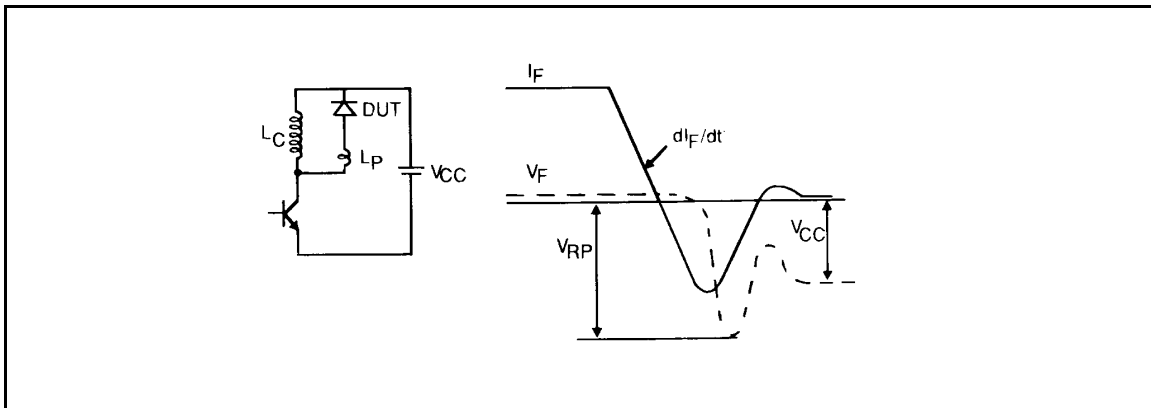 LC
DUT
LP
VCC
IF
dIF/dt
VF
VRP
VCC